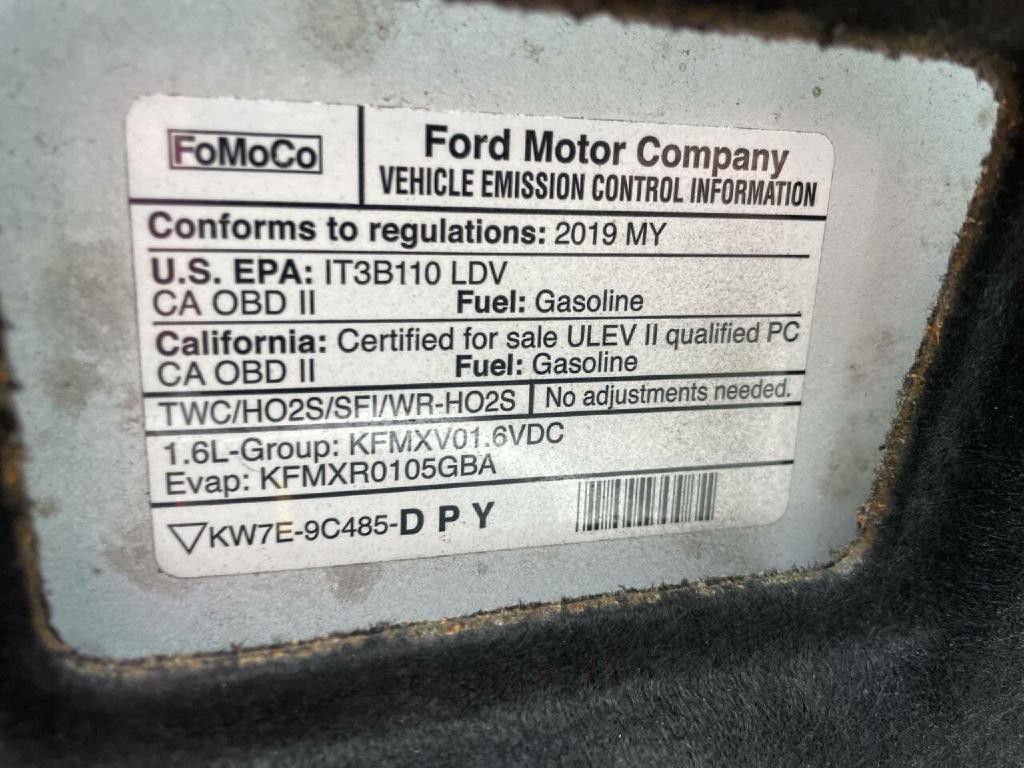 FoMoCo
Ford Motor Company
VEHICLE EMISSION CONTROL INFORMATION
Conforms to regulations: 2019 MY
U.S. EPA: IT3B110 LDV
CA OBD II Fuel: Gasoline
California: Certified for sale ULEV II qualified PC
CA OBD II Fuel: Gasoline
TWC/HO2S/SFI/WR-HO2S No adjustments needed.
1.6L-Group: KFMXV01.6VDC
Evap: KFMXR0105GBA
▽KW7E-9C485-D P Y